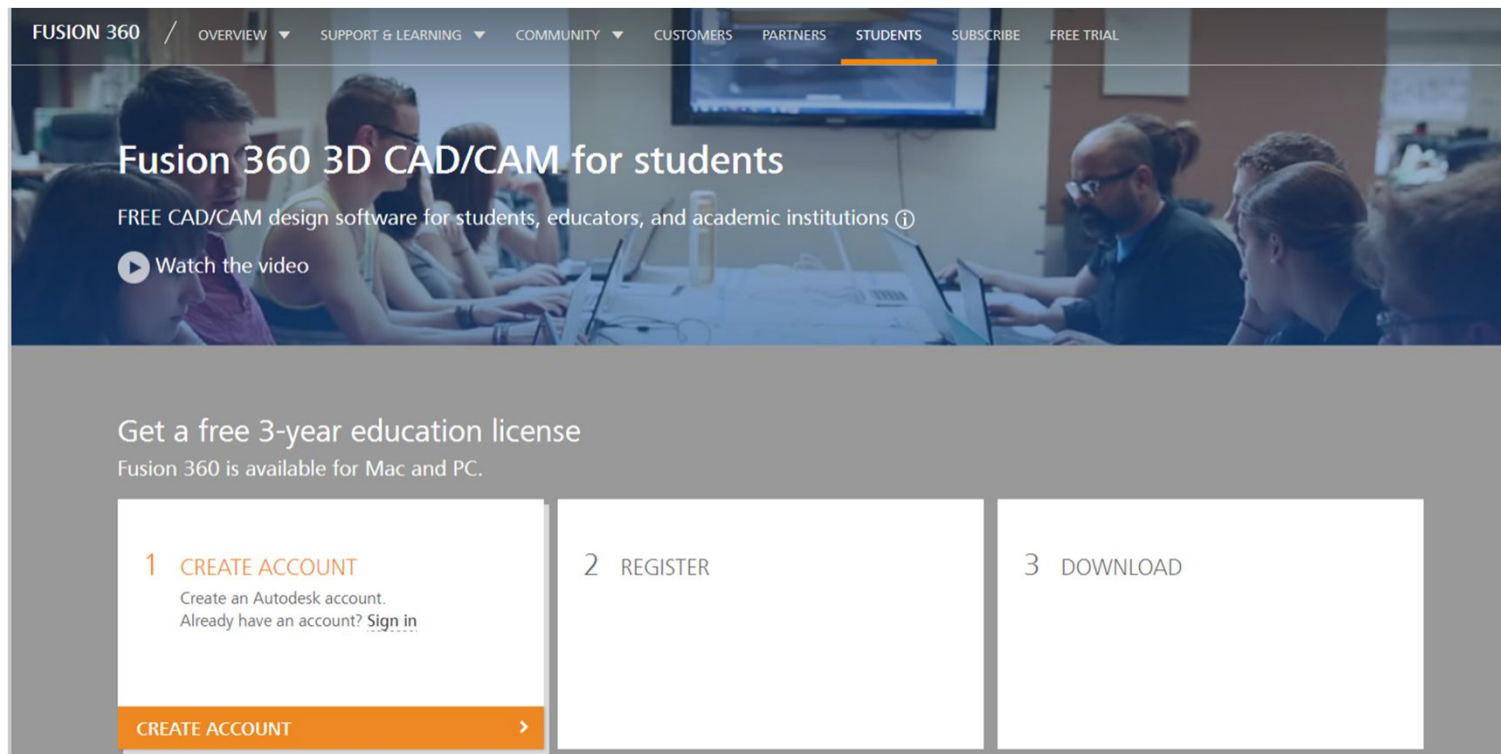 FUSION 360 / OVERVIEW ▼ SUPPORT & LEARNING ▼ COMMUNITY ▼ CUSTOMERS PARTNERS STUDENTS SUBSCRIBE FREE TRIAL
Fusion 360 3D CAD/CAM for students
FREE CAD/CAM design software for students, educators, and academic institutions
Watch the video
Get a free 3-year education license
Fusion 360 is available for Mac and PC.
1 CREATE ACCOUNT
Create an Autodesk account.
Already have an account? Sign in
CREATE ACCOUNT
2 REGISTER
3 DOWNLOAD